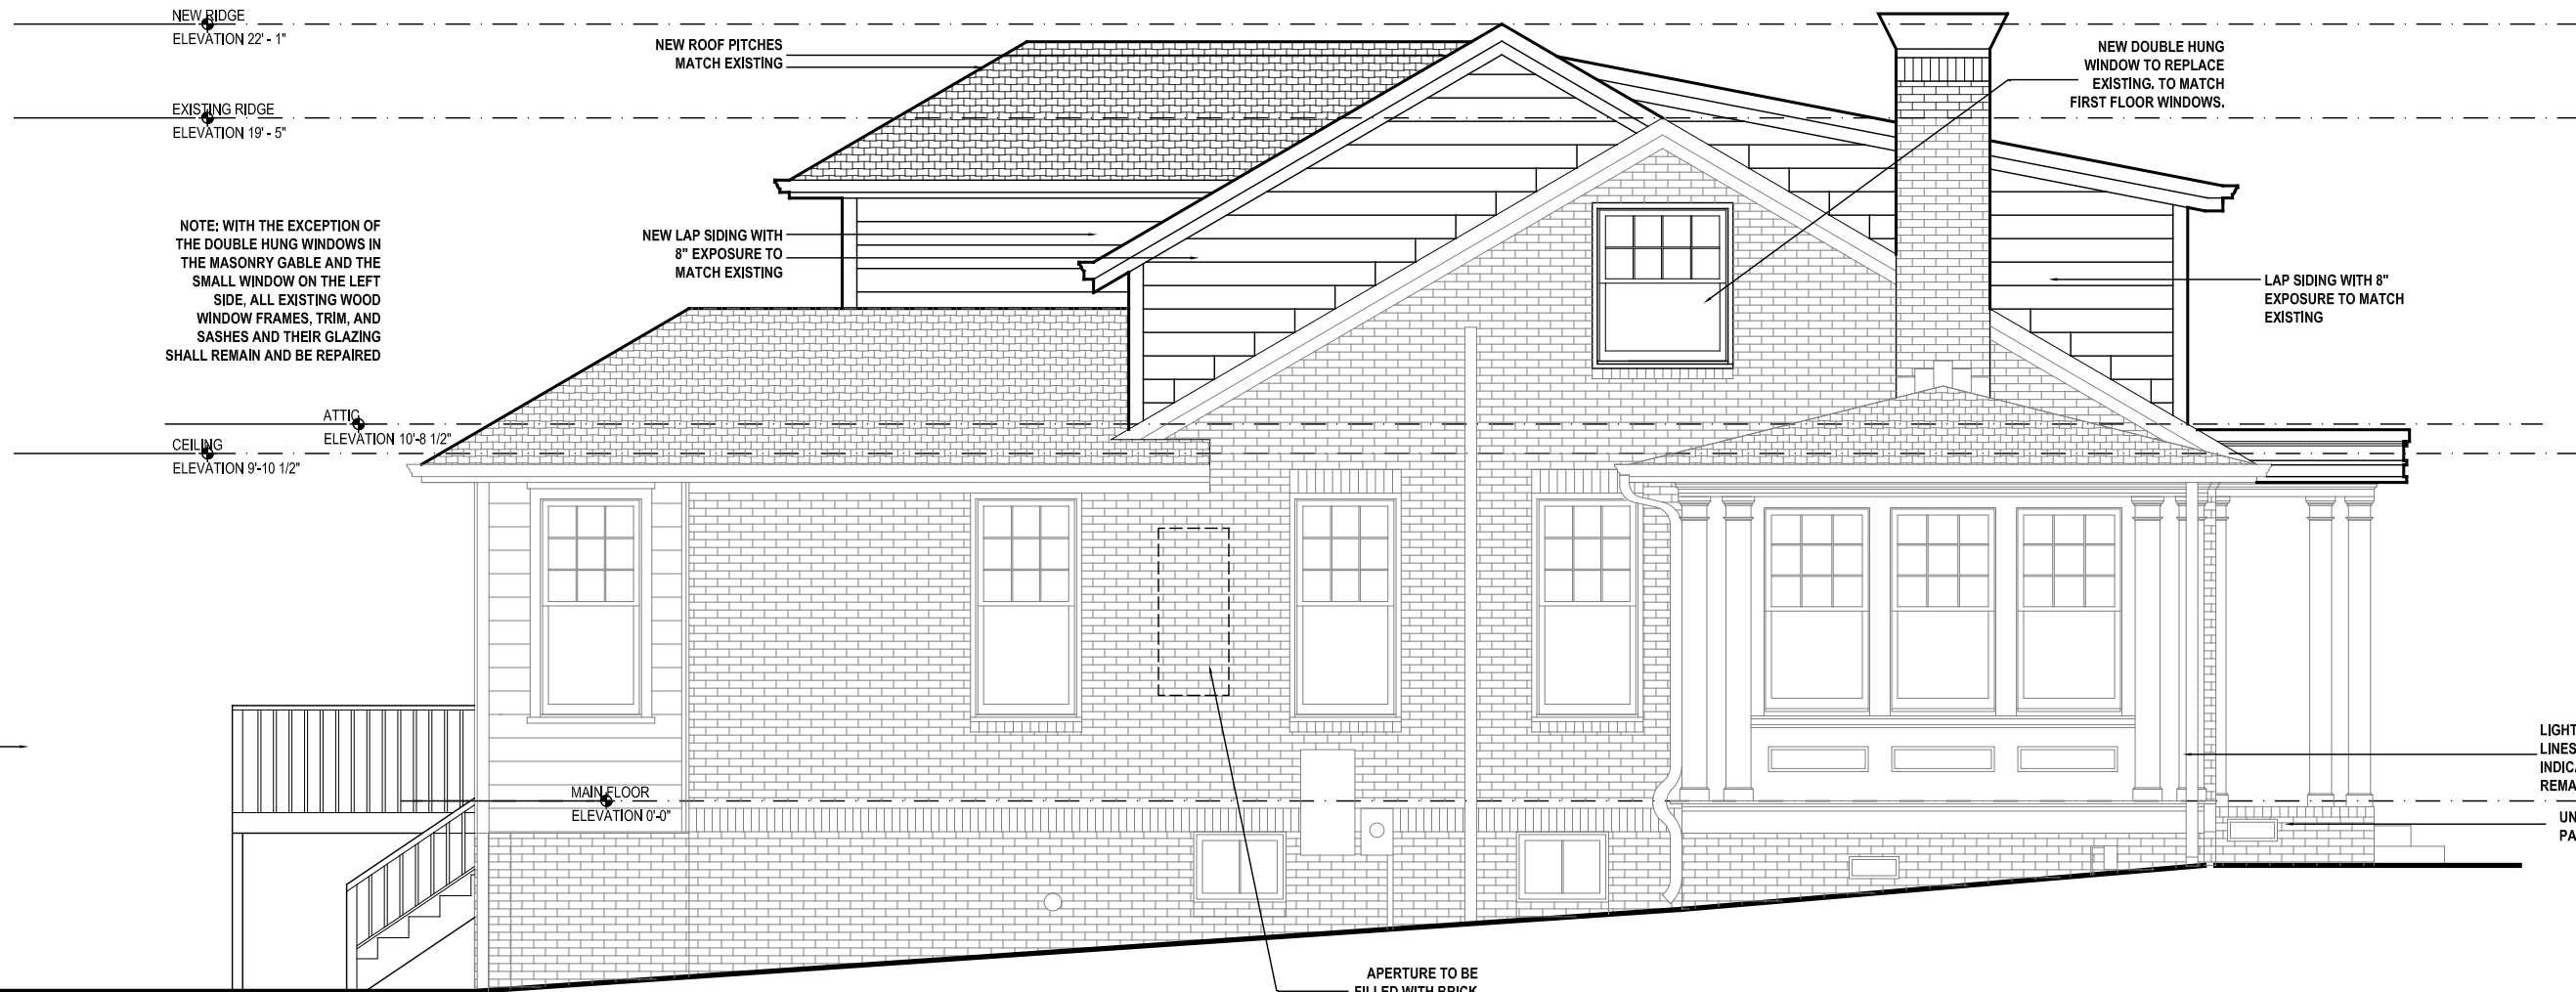 NEW RIDGE
ELEVATION 22' - 1"
EXISTING RIDGE
ELEVATION 19' - 5"
NOTE: WITH THE EXCEPTION OF
THE DOUBLE HUNG WINDOWS IN
THE MASONRY GABLE AND THE
SMALL WINDOW ON THE LEFT
SIDE, ALL EXISTING WOOD
WINDOW FRAMES, TRIM, AND
SASHES AND THEIR GLAZING
SHALL REMAIN AND BE REPAIRED
ATTIC
ELEVATION 10'-8 1/2"
CEILING
ELEVATION 9'-10 1/2"
NEW ROOF PITCHES
MATCH EXISTING
NEW LAP SIDING WITH
8" EXPOSURE TO
MATCH EXISTING
NEW DOUBLE HUNG
WINDOW TO REPLACE
EXISTING. TO MATCH
FIRST FLOOR WINDOWS.
LAP SIDING WITH 8"
EXPOSURE TO MATCH
EXISTING
MAIN FLOOR
ELEVATION 0'-0"
LIGHT
LINES
INDICA
REMA
UN
PA
APERTURE TO BE
FILLED WITH BRICK